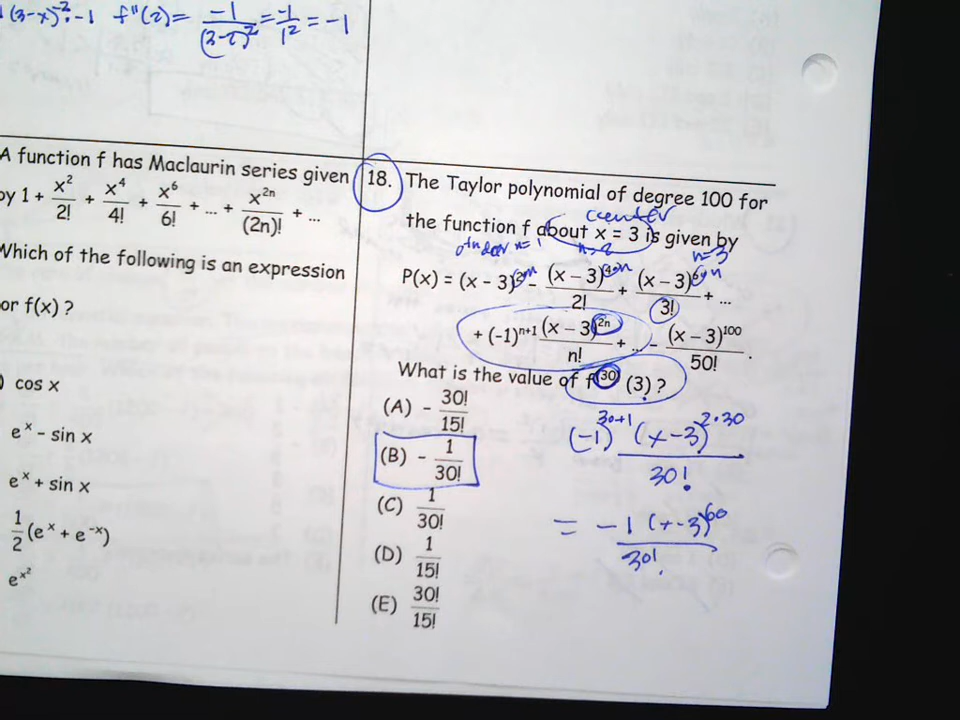 (3-x)^-2 · -1 f''(2) = -1/(3-2)^2 = -1/1^2 = -1
A function f has Maclaurin series given
by 1 + x^2/2! + x^4/4! + x^6/6! + ... + x^2n/(2n)! + ...
Which of the following is an expression
or f(x) ?
cos x
e^x - sin x
e^x + sin x
1/2 (e^x + e^-x)
e^x^2
18. The Taylor polynomial of degree 100 for
center
the function f about x = 3 is given by
n=1 n=2 n=3
P(x) = (x - 3)^2 - (x - 3)^4/2! + (x - 3)^6/3! + ...
+ (-1)^n+1 (x - 3)^2n/n! + ... - (x - 3)^100/50! .
What is the value of f^(30) (3) ?
(A) - 30!/15!
(B) - 1/30!
(C) 1/30!
(D) 1/15!
(E) 30!/15!
(-1)^30+1 (x-3)^2·30/30!
= -1 (x-3)^60/30!